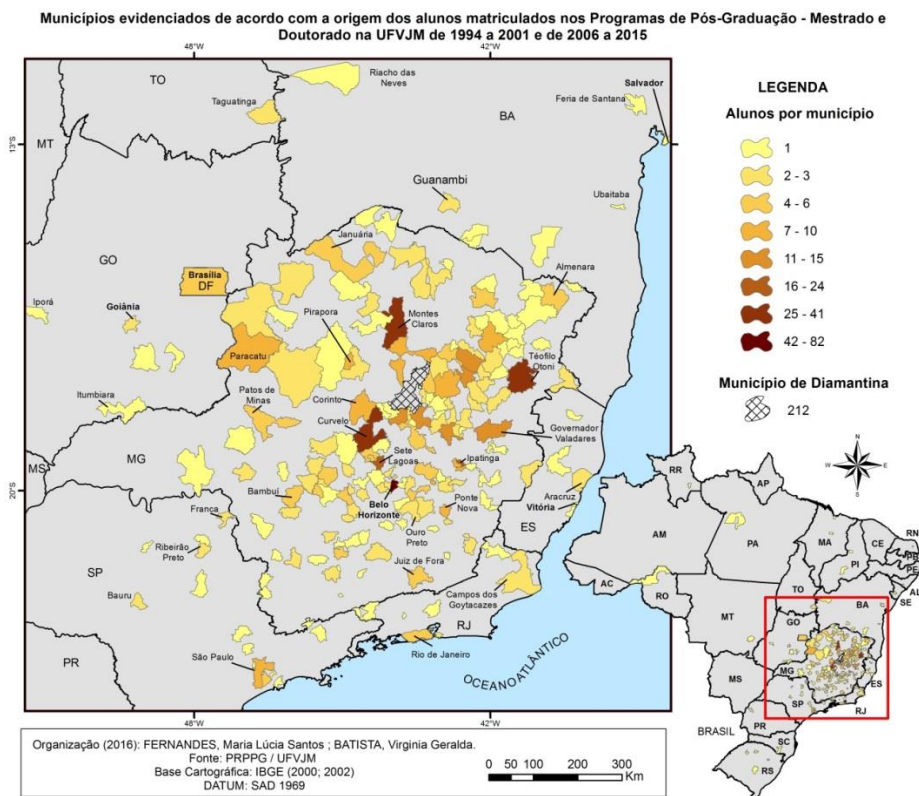 Municípios evidenciados de acordo com a origem dos alunos matriculados nos Programas de Pós-Graduação - Mestrado e
Doutorado na UFVJM de 1994 a 2001 e de 2006 a 2015
48°W
42°W
TO
Riacho das
Neves
Salvador
Taguatinga
Feria de Santana
BA
MT
13°S
Guanambi
Ubaitaba
GO
Januária
Almenara
Brasília
DF
Iporá
Goiânia
Pirapora
Montes
Claros
Paracatu
Téofilo
Otoni
Itumbiara
Patos de
Minas
Corinto
Curvelo
Governador
Valadares
MG
Sete
Lagoas
Ipatinga
MS
20°S
Bambuí
Belo
Horizonte
Ponte
Nova
Aracruz
Vitória
França
Ouro
Preto
ES
Ribeirão
Preto
SP
Juiz de Fora
Bauru
Campos dos
Goytacazes
RJ
PR
São Paulo
Rio de Janeiro
OCEANO ATLÂNTICO
48°W
42°W
LEGENDA
Alunos por município
1
2 - 3
4 - 6
7 - 10
11 - 15
16 - 24
25 - 41
42 - 82
Município de Diamantina
212
N
W
E
S
RR
AP
AM
PA
MA
CE
RN
PB
PE
PI
AL
SE
AC
RO
TO
BA
MT
GO
MG
ES
MS
SP
RJ
PR
BRASIL
SC
RS
Organização (2016): FERNANDES, Maria Lúcia Santos ; BATISTA, Virginia Geralda.
Fonte: PRPPG / UFVJM
Base Cartográfica: IBGE (2000; 2002)
DATUM: SAD 1969
0 50 100 200 300
Km